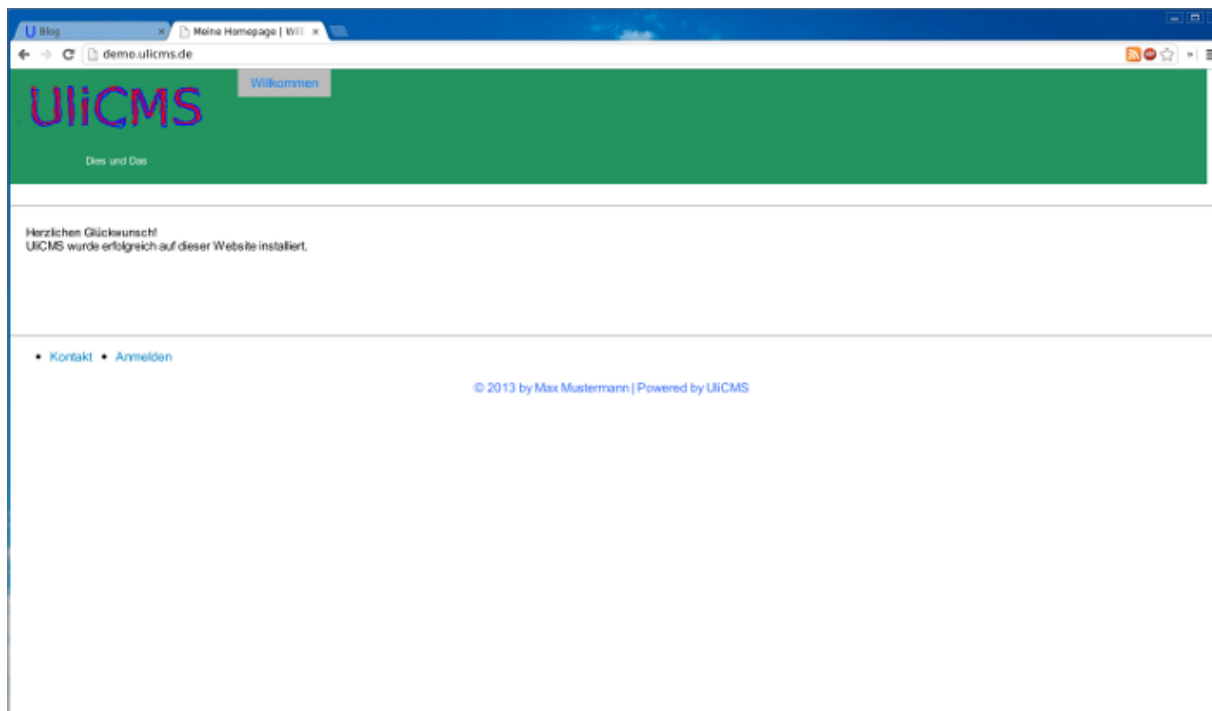 Blog
Meine Homepage | Will
demo.ulicms.de
UliCMS
Willkommen
Dies und Das
Herzlichen Glückwunsch!
UliCMS wurde erfolgreich auf dieser Website installiert.
Kontakt • Anmelden
© 2013 by Max Mustermann | Powered by UliCMS